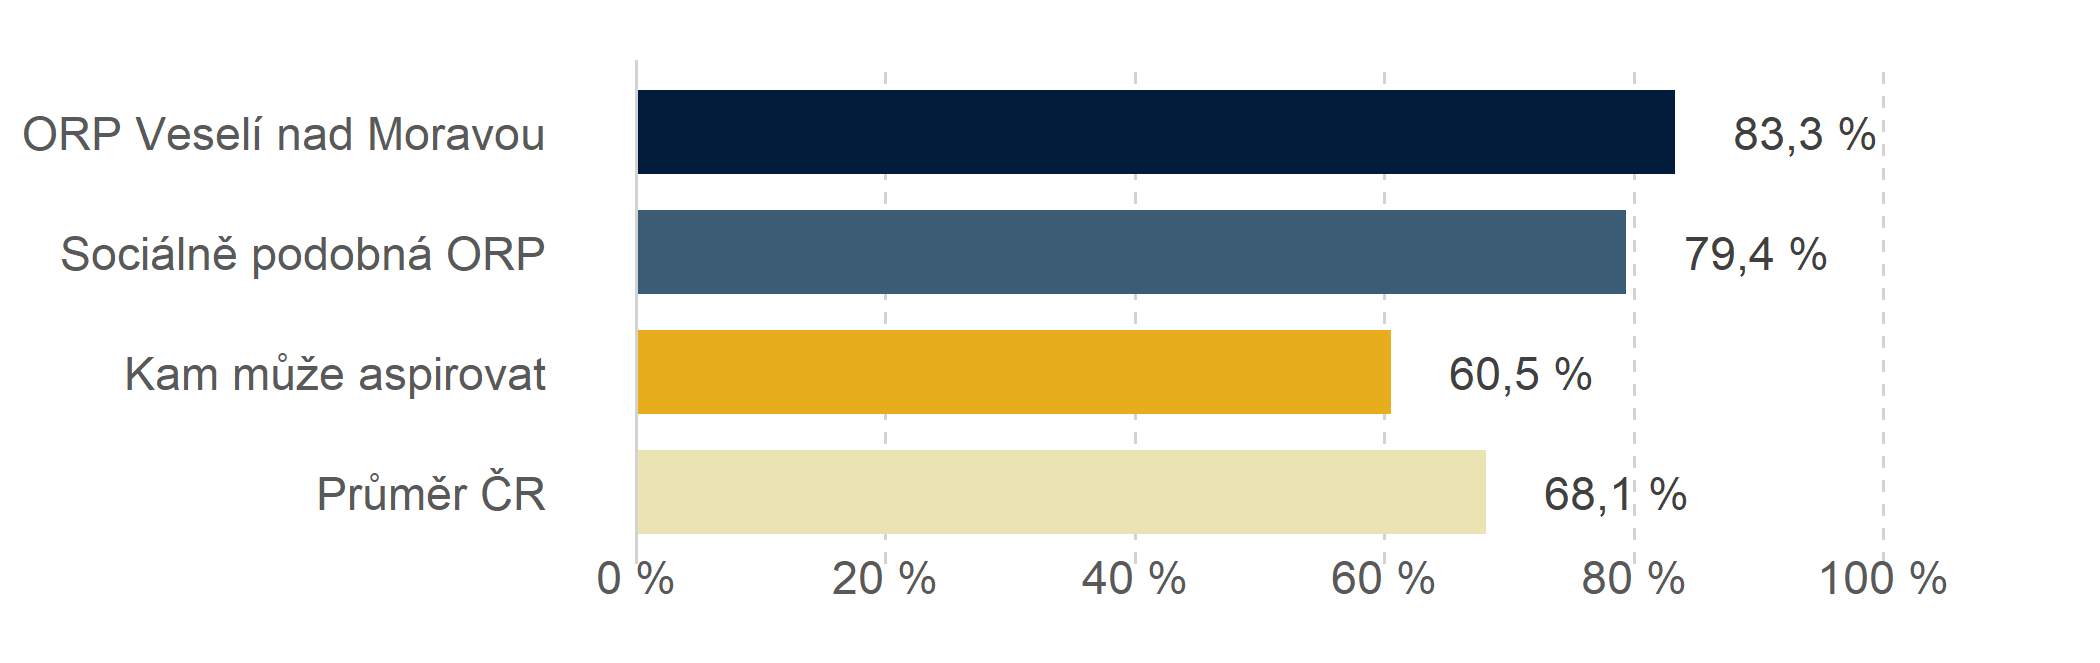 ORP Veselí nad Moravou 83,3 %
Sociálně podobná ORP 79,4 %
Kam může aspirovat 60,5 %
Průměr ČR 68,1 %
0 % 20 % 40 % 60 % 80 % 100 %